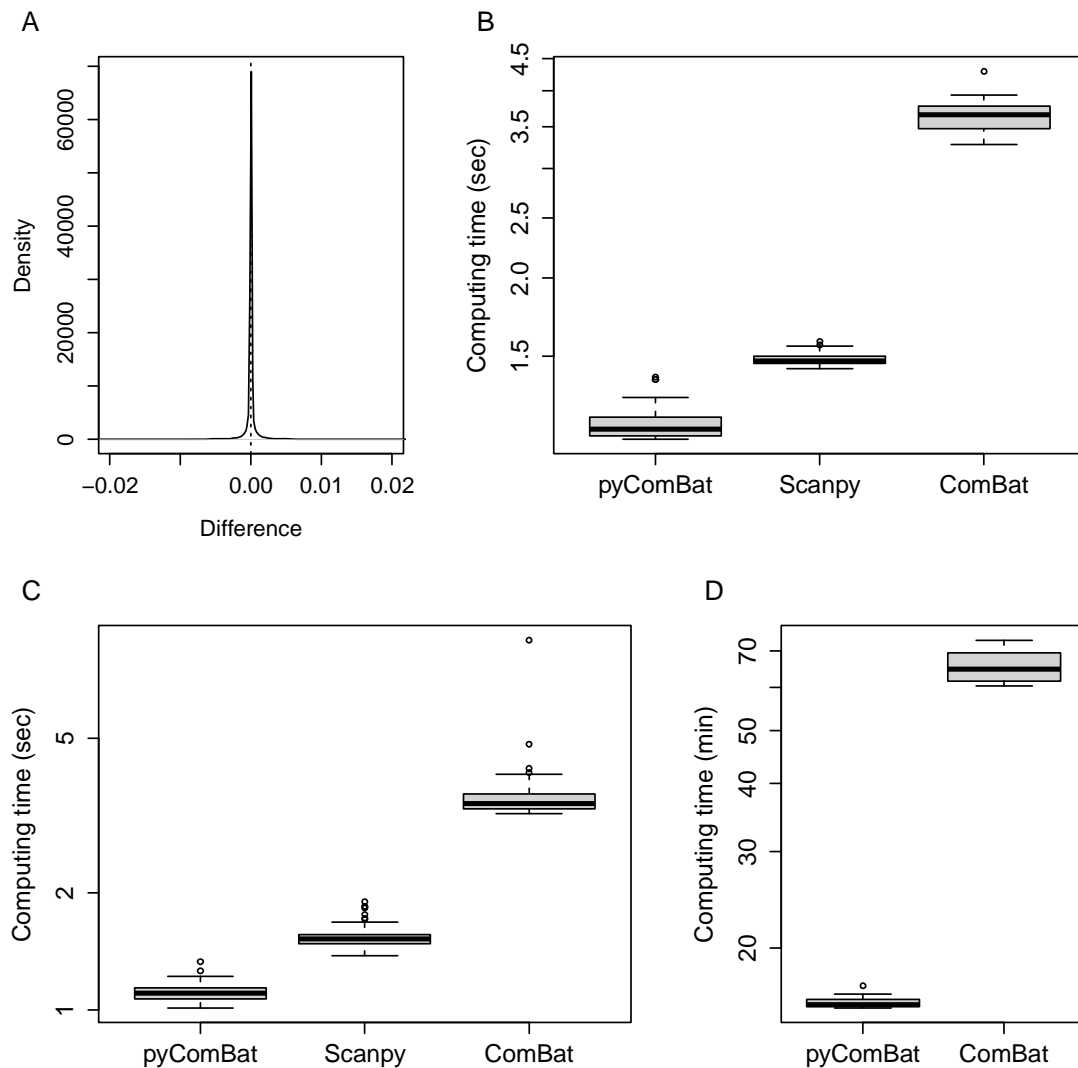 A
Density
0
20000
40000
60000
−0.02
0.00
0.01
0.02
Difference
B
Computing time (sec)
1.5
2.0
2.5
3.5
4.5
pyComBat
Scanpy
ComBat
C
Computing time (sec)
1
2
5
pyComBat
Scanpy
ComBat
D
Computing time (min)
20
30
40
50
70
pyComBat
ComBat